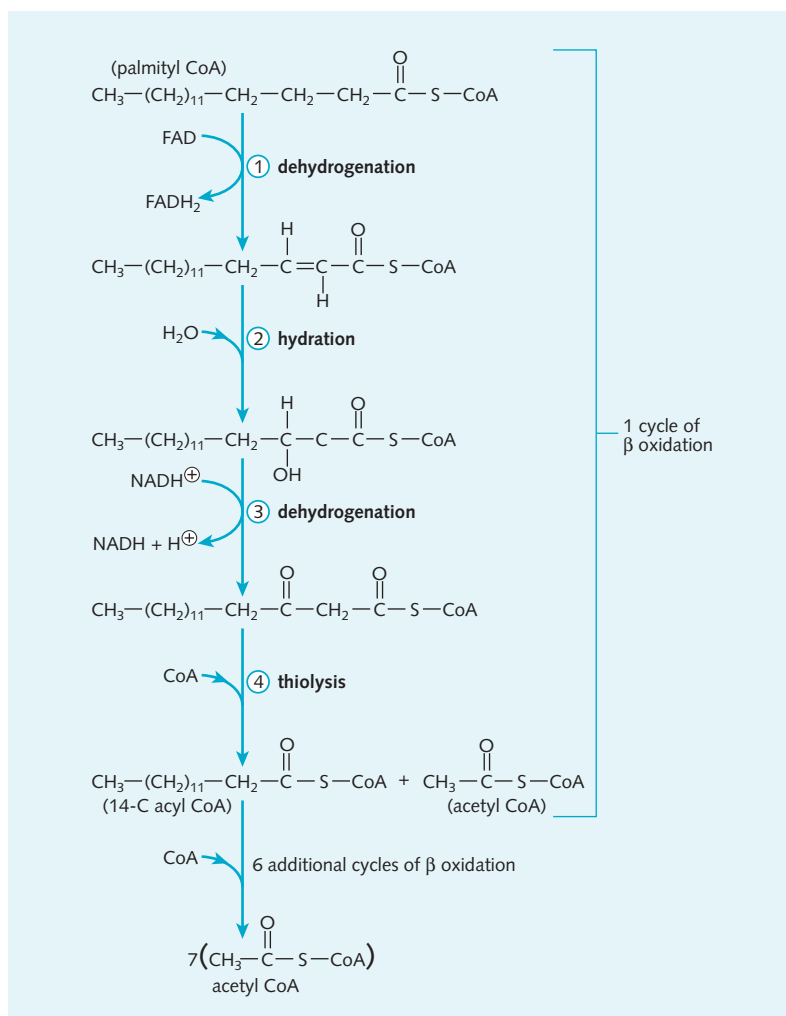 (palmityl CoA)
O
CH₃—(CH₂)₁₁—CH₂—CH₂—CH₂—C—S—CoA
FAD
① dehydrogenation
FADH₂
H O
CH₃—(CH₂)₁₁—CH₂—C=C—C—S—CoA
H
H₂O
② hydration
H O
CH₃—(CH₂)₁₁—CH₂—C—C—C—S—CoA
OH
1 cycle of
β oxidation
NADH⊕
③ dehydrogenation
NADH + H⊕
O O
CH₃—(CH₂)₁₁—CH₂—C—CH₂—C—S—CoA
CoA
④ thiolysis
O O
CH₃—(CH₂)₁₁—CH₂—C—S—CoA + CH₃—C—S—CoA
(14-C acyl CoA) (acetyl CoA)
CoA
6 additional cycles of β oxidation
O
7(CH₃—C—S—CoA)
acetyl CoA